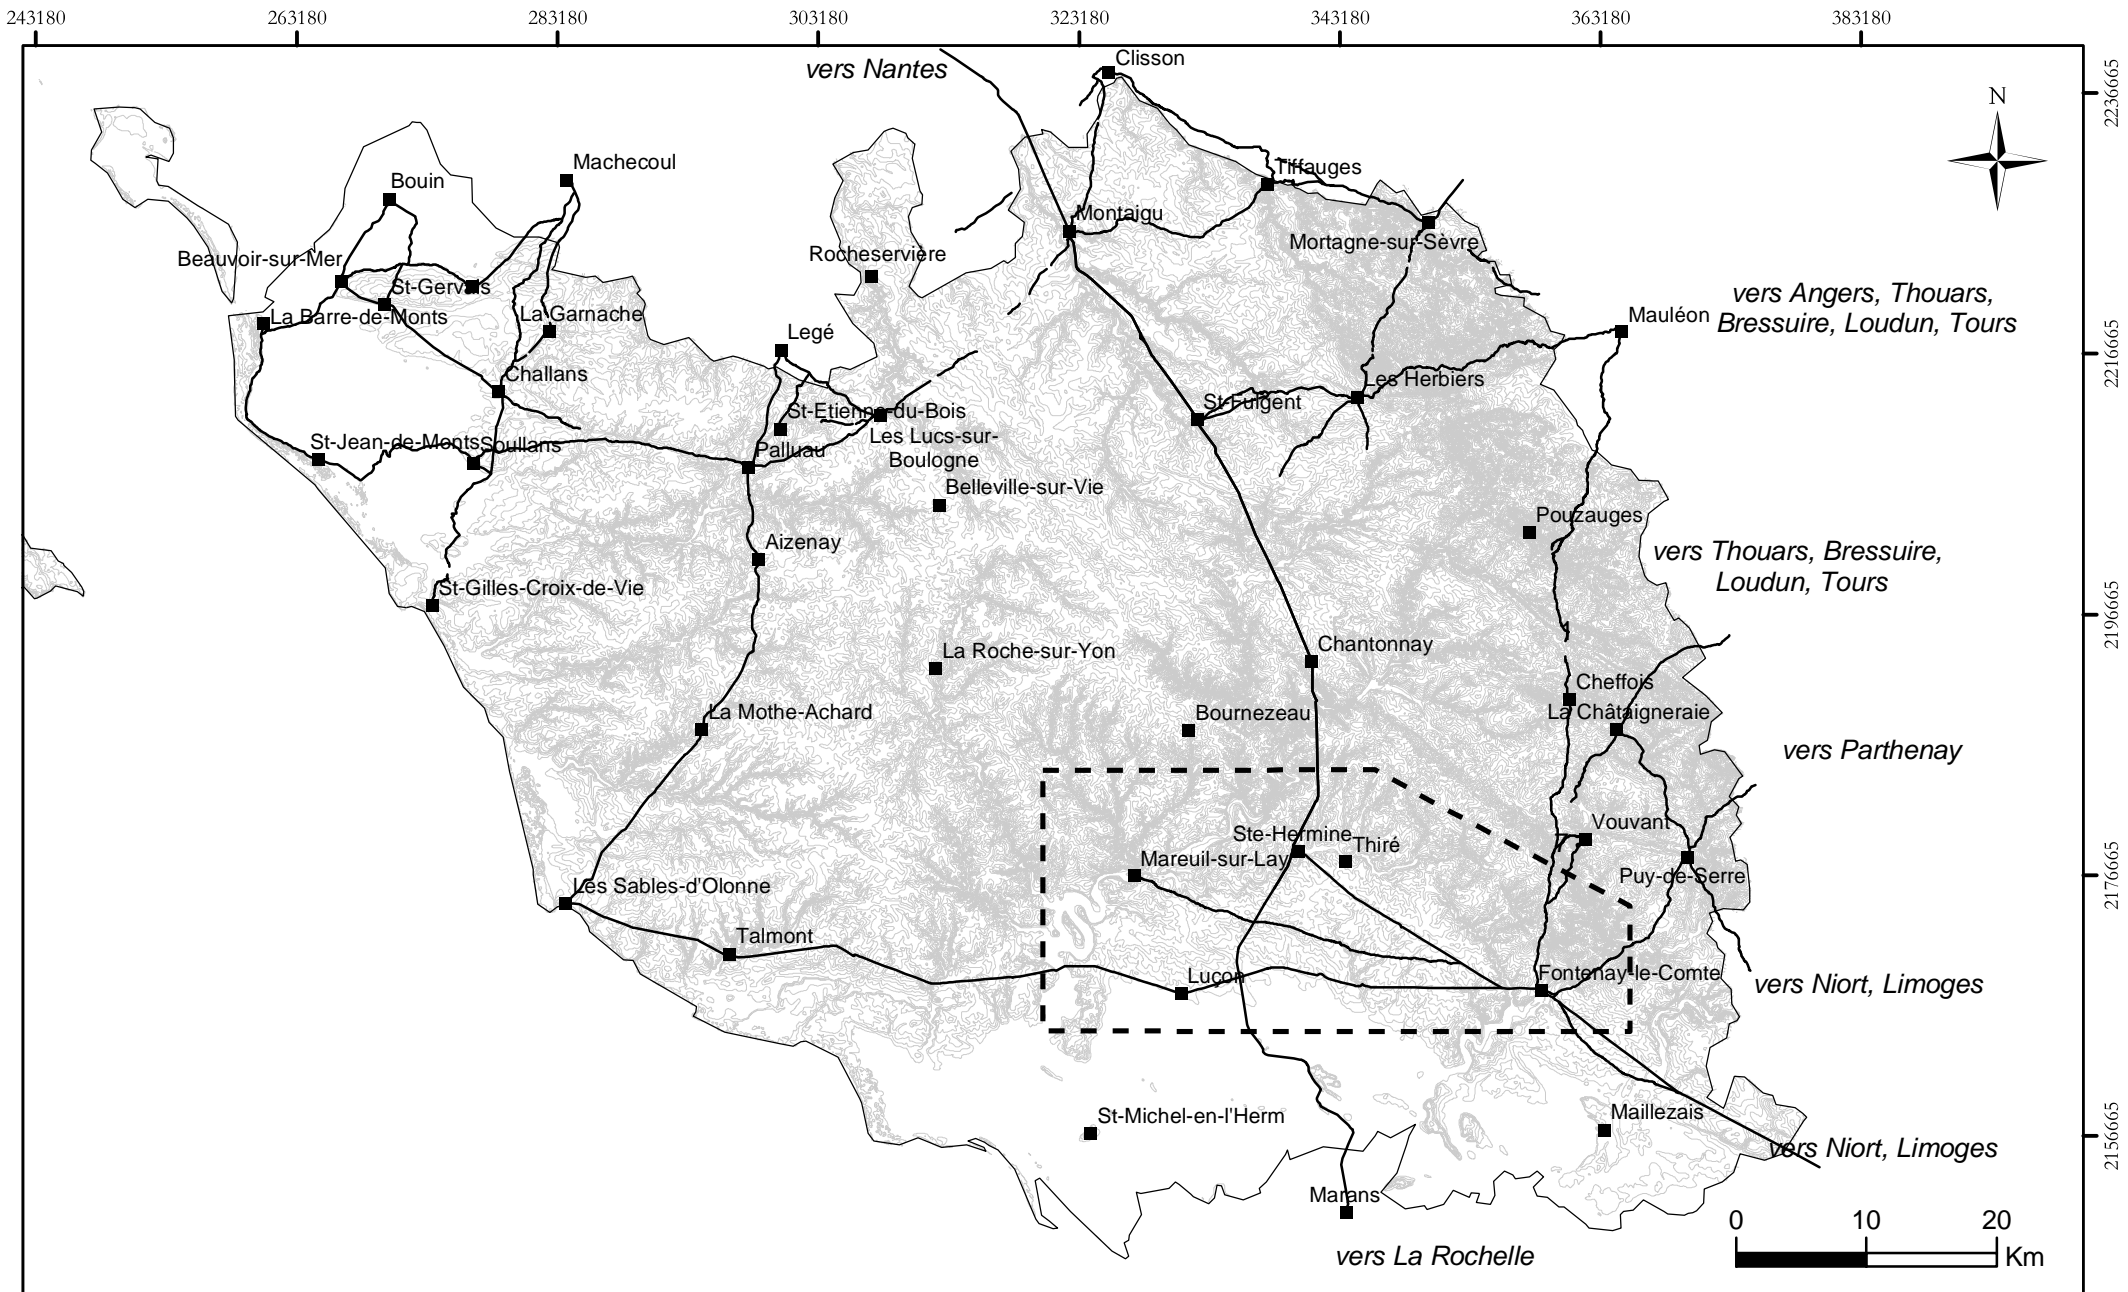 243180
263180
283180
303180
323180
343180
363180
383180
vers Nantes
Clisson
2236665
N
Machecoul
Bouin
Tiffauges
Montaigu
Mortagne-sur-Sèvre
Beauvoir-sur-Mer
Rocheservière
St-Gervais
vers Angers, Thouars,
Bressuire, Loudun, Tours
La Barre-de-Monts
La Garnache
Mauléon
Legé
2216665
Challans
Les Herbiers
St-Etienne-du-Bois
St-Fulgent
St-Jean-de-Monts
Soullans
Palluau
Les Lucs-sur-
Boulogne
Belleville-sur-Vie
Pouzauges
Aizenay
vers Thouars, Bressuire,
Loudun, Tours
St-Gilles-Croix-de-Vie
2196665
La Roche-sur-Yon
Chantonnay
Cheffois
La Mothe-Achard
Bournezeau
La Châtaigneraie
vers Parthenay
Vouvant
Ste-Hermine
Thiré
Mareuil-sur-Lay
Puy-de-Serre
2176665
Les Sables-d'Olonne
Talmont
Luçon
Fontenay-le-Comte
vers Niort, Limoges
St-Michel-en-l'Herm
Maillezais
2156665
vers Niort, Limoges
Marans
vers La Rochelle
0
10
20
Km